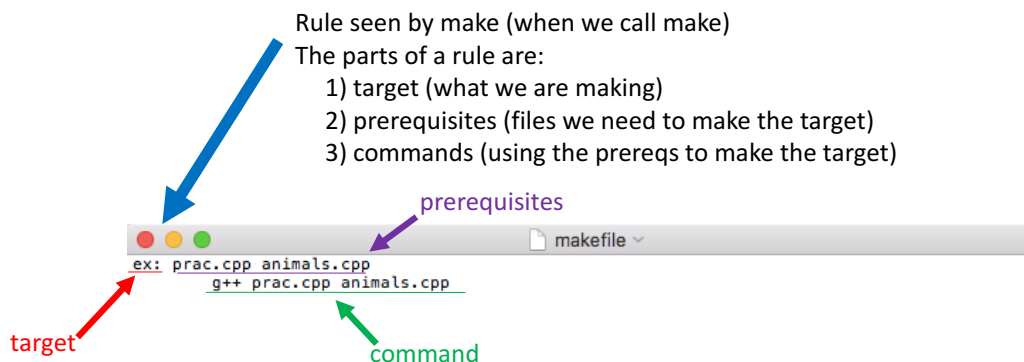 Rule seen by make (when we call make)
The parts of a rule are:
1) target (what we are making)
2) prerequisites (files we need to make the target)
3) commands (using the prereqs to make the target)
prerequisites
makefile
ex: prac.cpp animals.cpp
g++ prac.cpp animals.cpp
target
command